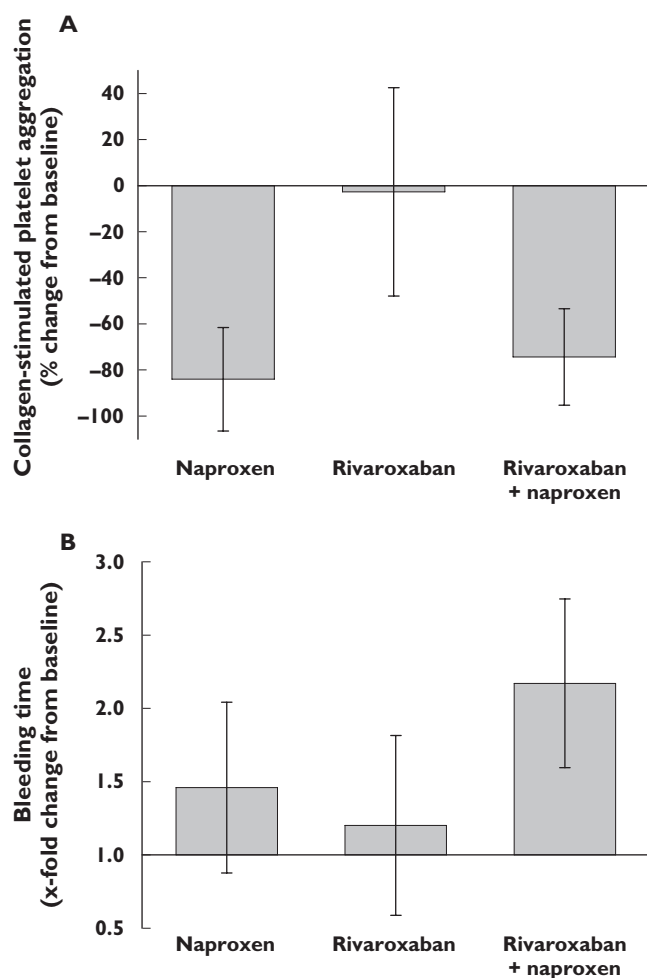 A
Collagen-stimulated platelet aggregation
(% change from baseline)
40
20
0
–20
–40
–60
–80
–100
Naproxen
Rivaroxaban
Rivaroxaban
+ naproxen
B
Bleeding time
(x-fold change from baseline)
3.0
2.5
2.0
1.5
1.0
0.5
Naproxen
Rivaroxaban
Rivaroxaban
+ naproxen